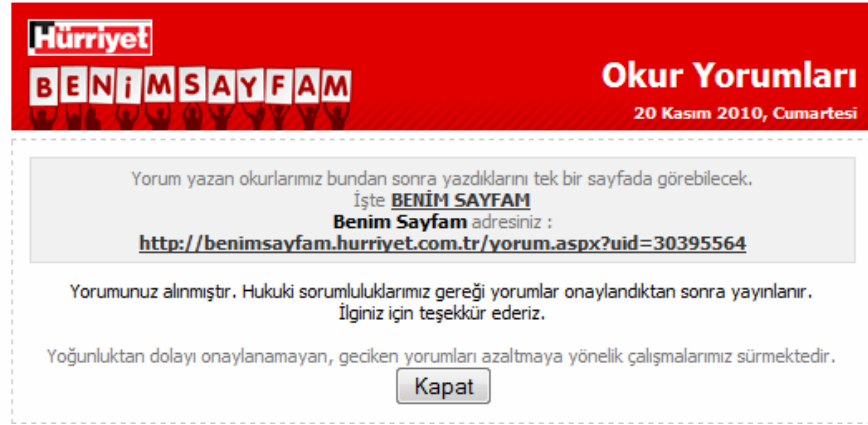 Hürriyet
BENiMSAYFAM
Okur Yorumları
20 Kasım 2010, Cumartesi
Yorum yazan okurlarımız bundan sonra yazdıklarını tek bir sayfada görebilecek.
İşte BENİM SAYFAM
Benim Sayfam adresiniz :
http://benimsayfam.hurriyet.com.tr/yorum.aspx?uid=30395564
Yorumunuz alınmıştır. Hukuki sorumluluklarımız gereği yorumlar onaylandıktan sonra yayınlanır.
İlginiz için teşekkür ederiz.
Yoğunluktan dolayı onaylanamayan, geciken yorumları azaltmaya yönelik çalışmalarımız sürmektedir.
Kapat